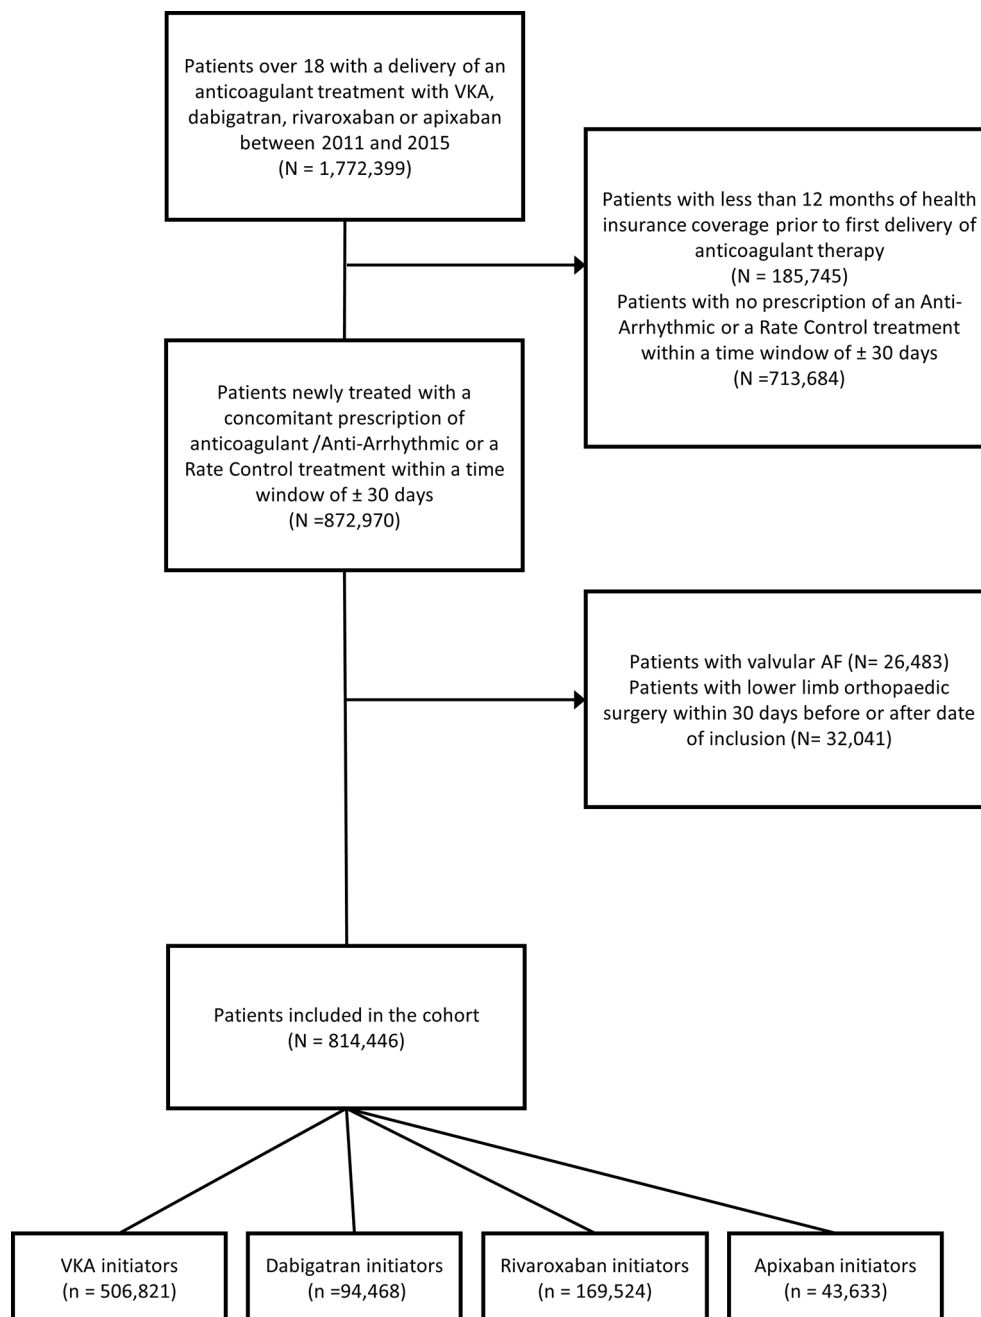 Patients over 18 with a delivery of an
anticoagulant treatment with VKA,
dabigatran, rivaroxaban or apixaban
between 2011 and 2015
(N = 1,772,399)
Patients with less than 12 months of health
insurance coverage prior to first delivery of
anticoagulant therapy
(N = 185,745)
Patients with no prescription of an Anti-
Arrhythmic or a Rate Control treatment
within a time window of ± 30 days
(N =713,684)
Patients newly treated with a
concomitant prescription of
anticoagulant /Anti-Arrhythmic or a
Rate Control treatment within a time
window of ± 30 days
(N =872,970)
Patients with valvular AF (N= 26,483)
Patients with lower limb orthopaedic
surgery within 30 days before or after date
of inclusion (N= 32,041)
Patients included in the cohort
(N = 814,446)
VKA initiators
(n = 506,821)
Dabigatran initiators
(n =94,468)
Rivaroxaban initiators
(n = 169,524)
Apixaban initiators
(n = 43,633)